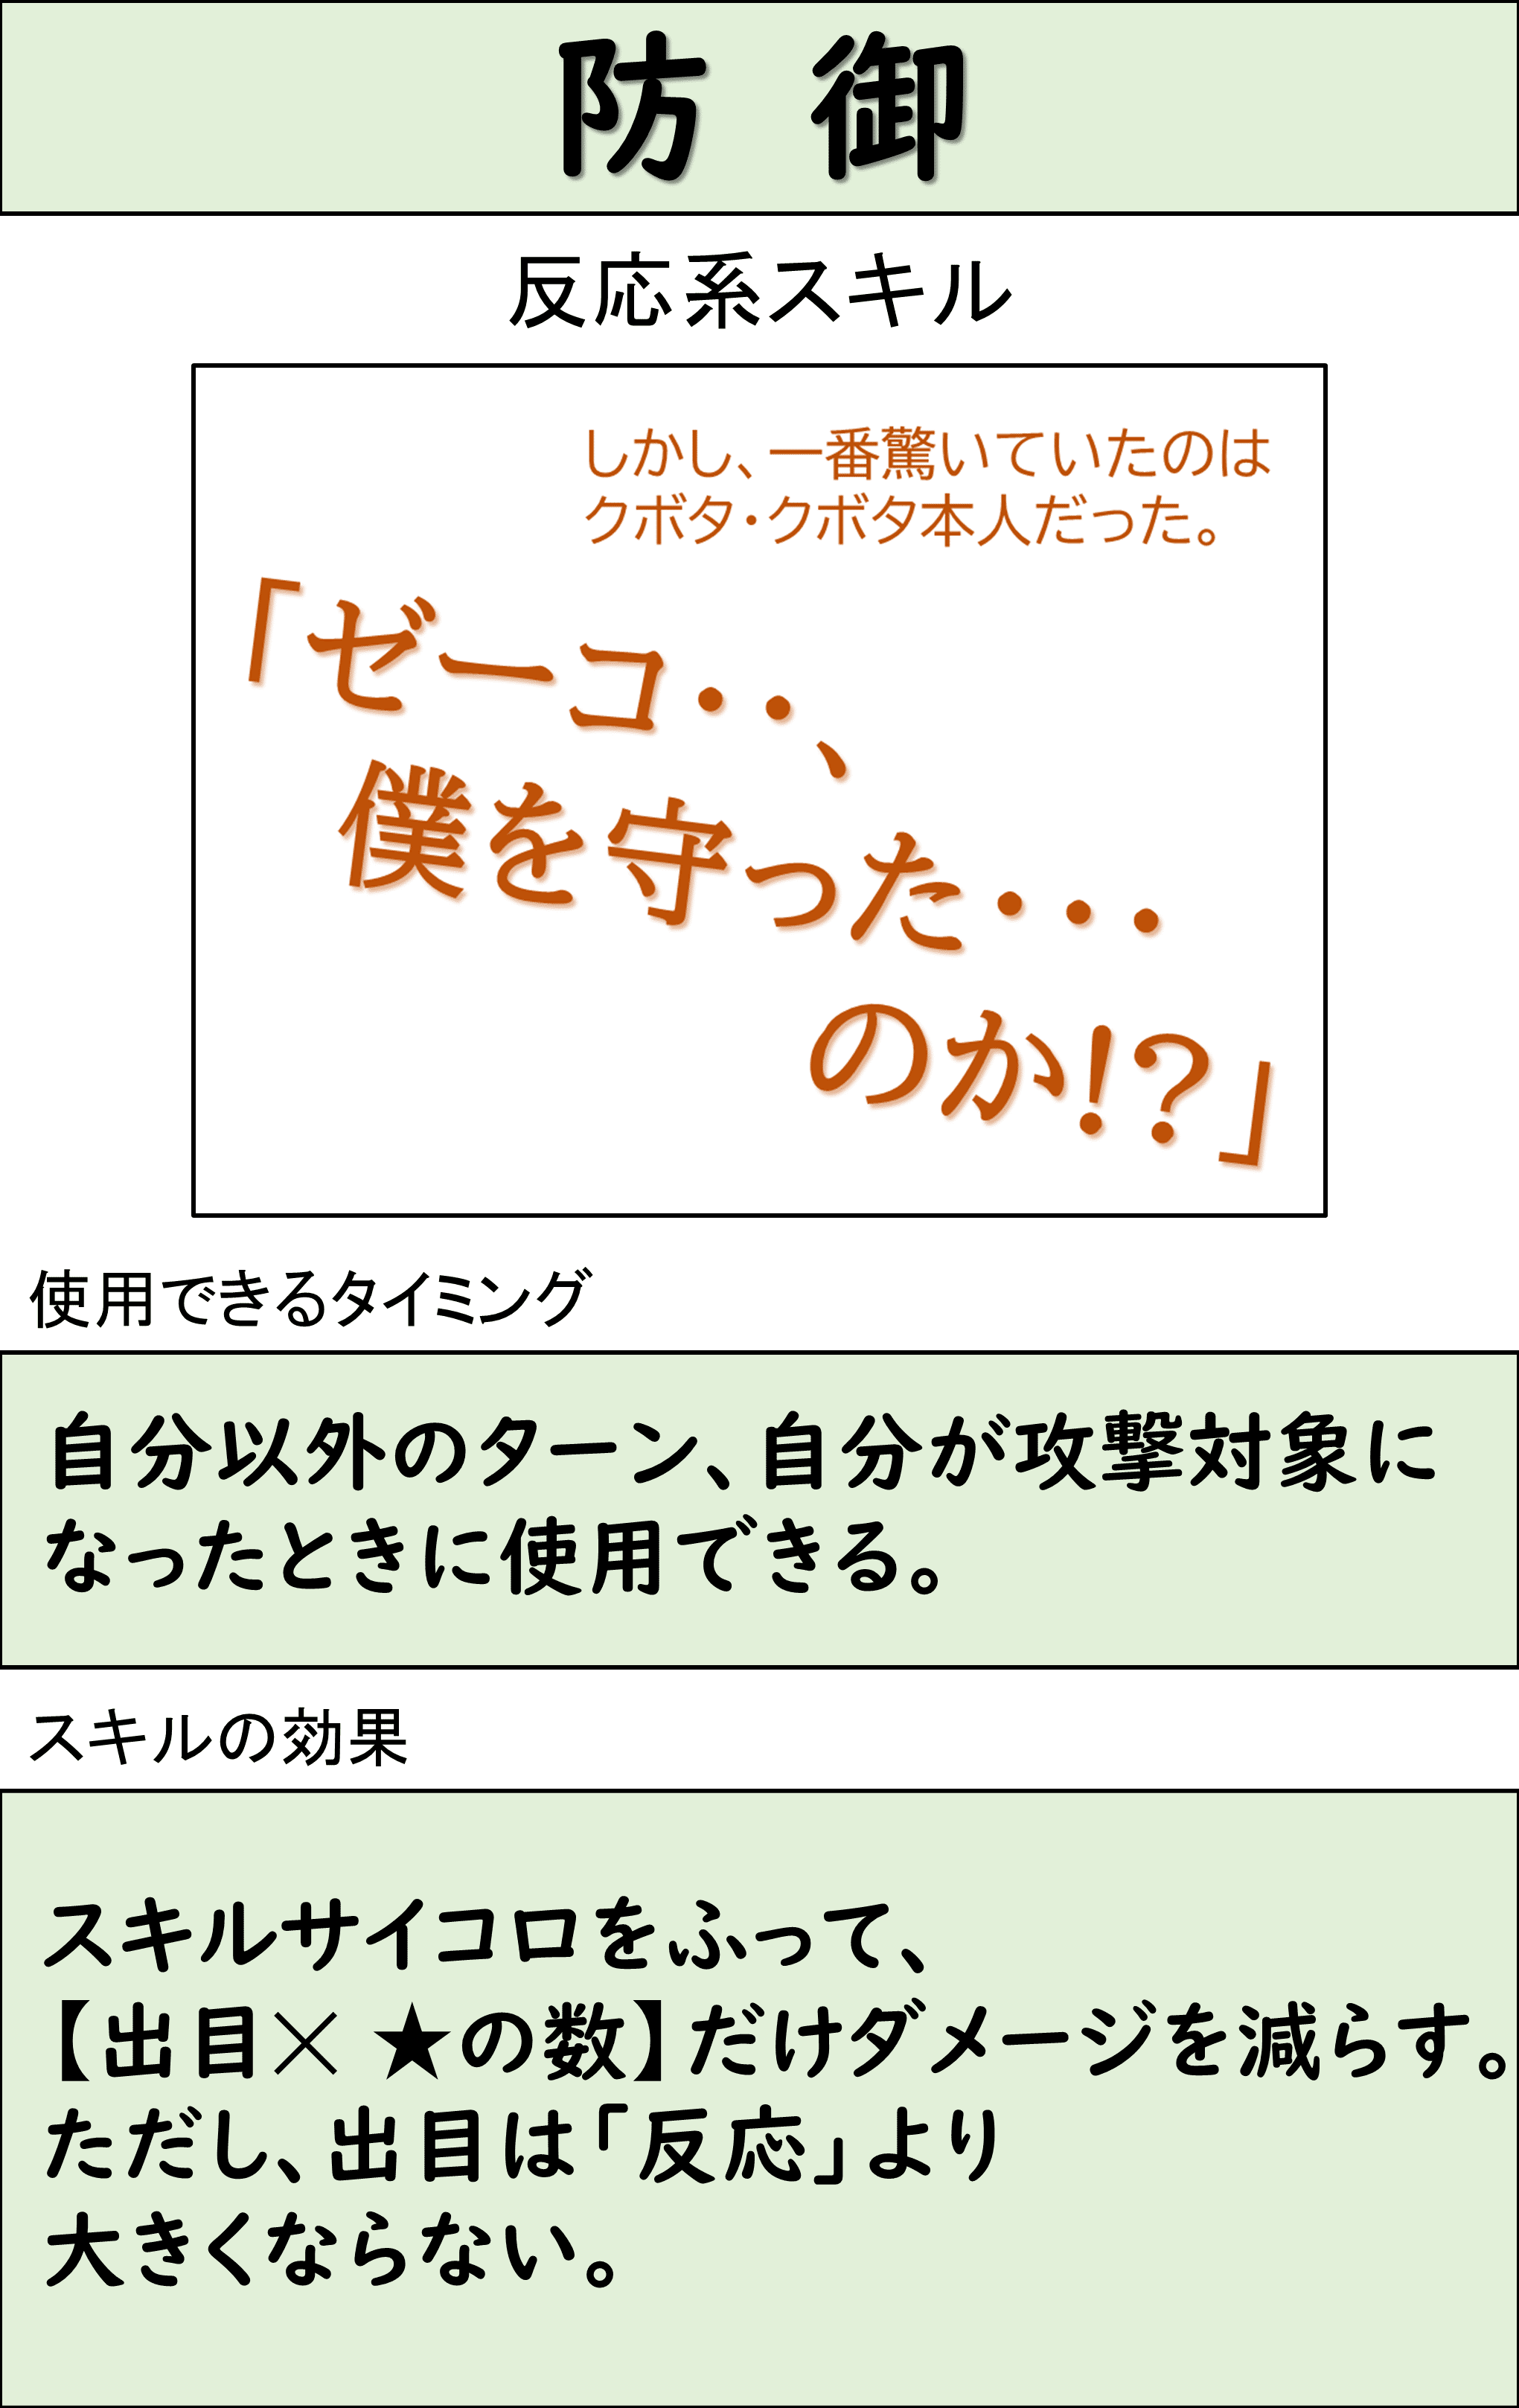 防 御
反応系スキル
しかし、一番驚いていたのは
クボタ・クボタ本人だった。
「ゼーコ・・、
僕を守った・・・
のか!?」
使用できるタイミング
自分以外のターン、自分が攻撃対象に
なったときに使用できる。
スキルの効果
スキルサイコロをふって、
【出目× ★の数】だけダメージを減らす。
ただし、出目は「反応」より
大きくならない。